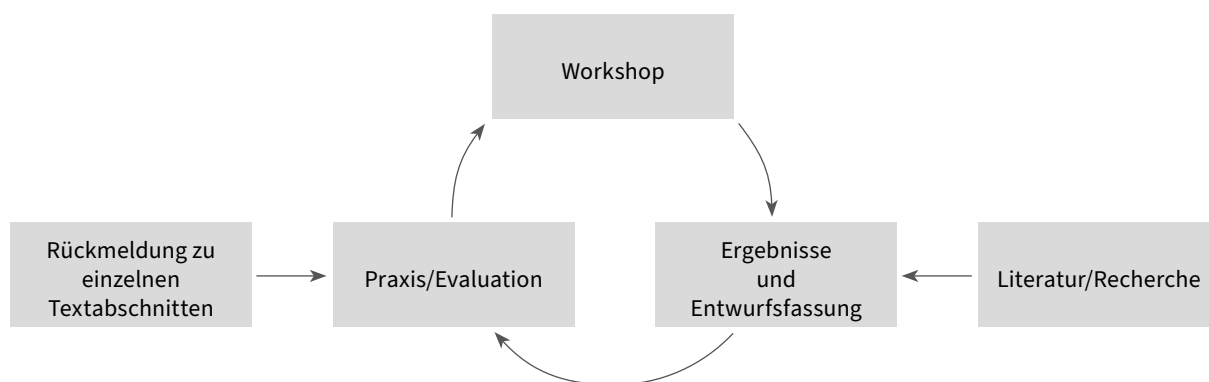 Workshop
Rückmeldung zu
einzelnen
Textabschnitten
Praxis/Evaluation
Ergebnisse
und
Entwurfsfassung
Literatur/Recherche